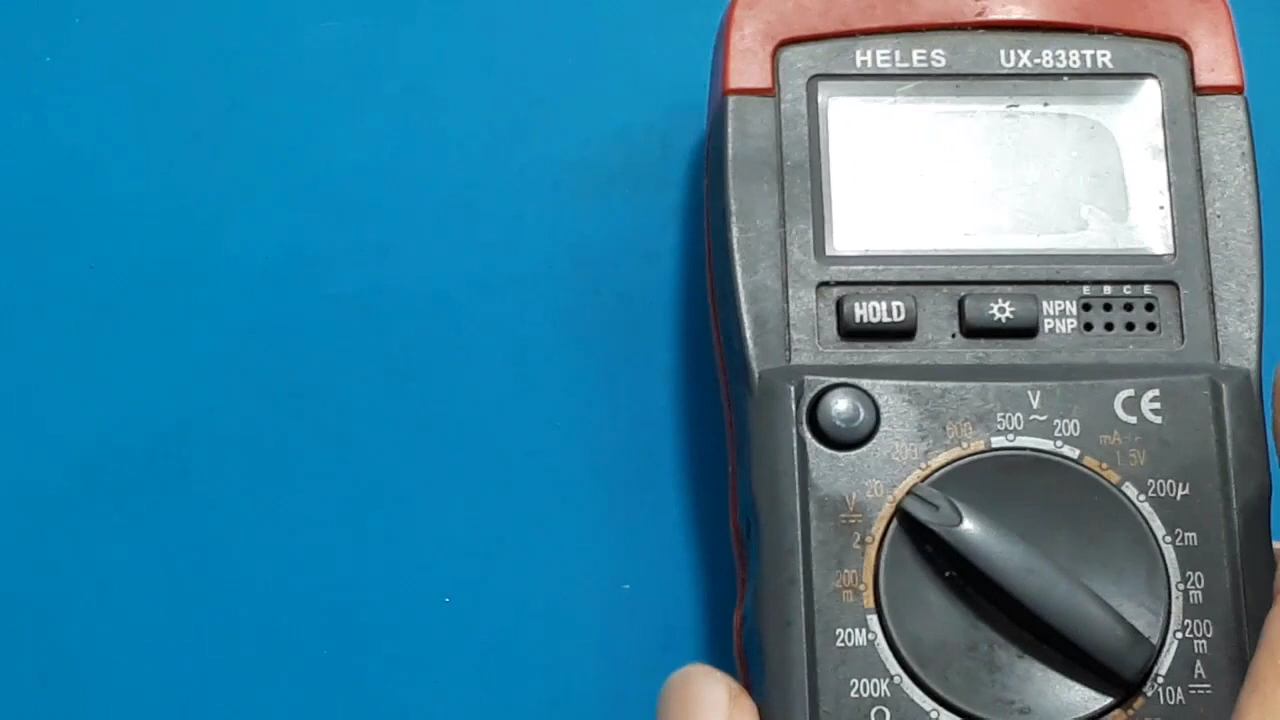 HELES UX-838TR
HOLD
E B C E
NPN
PNP
CE
V
600 500 ~ 200
200
mA
1.5V
20
200μ
V
2
2m
200
m
20
m
20M
200
m
200K
A
10A
Ω